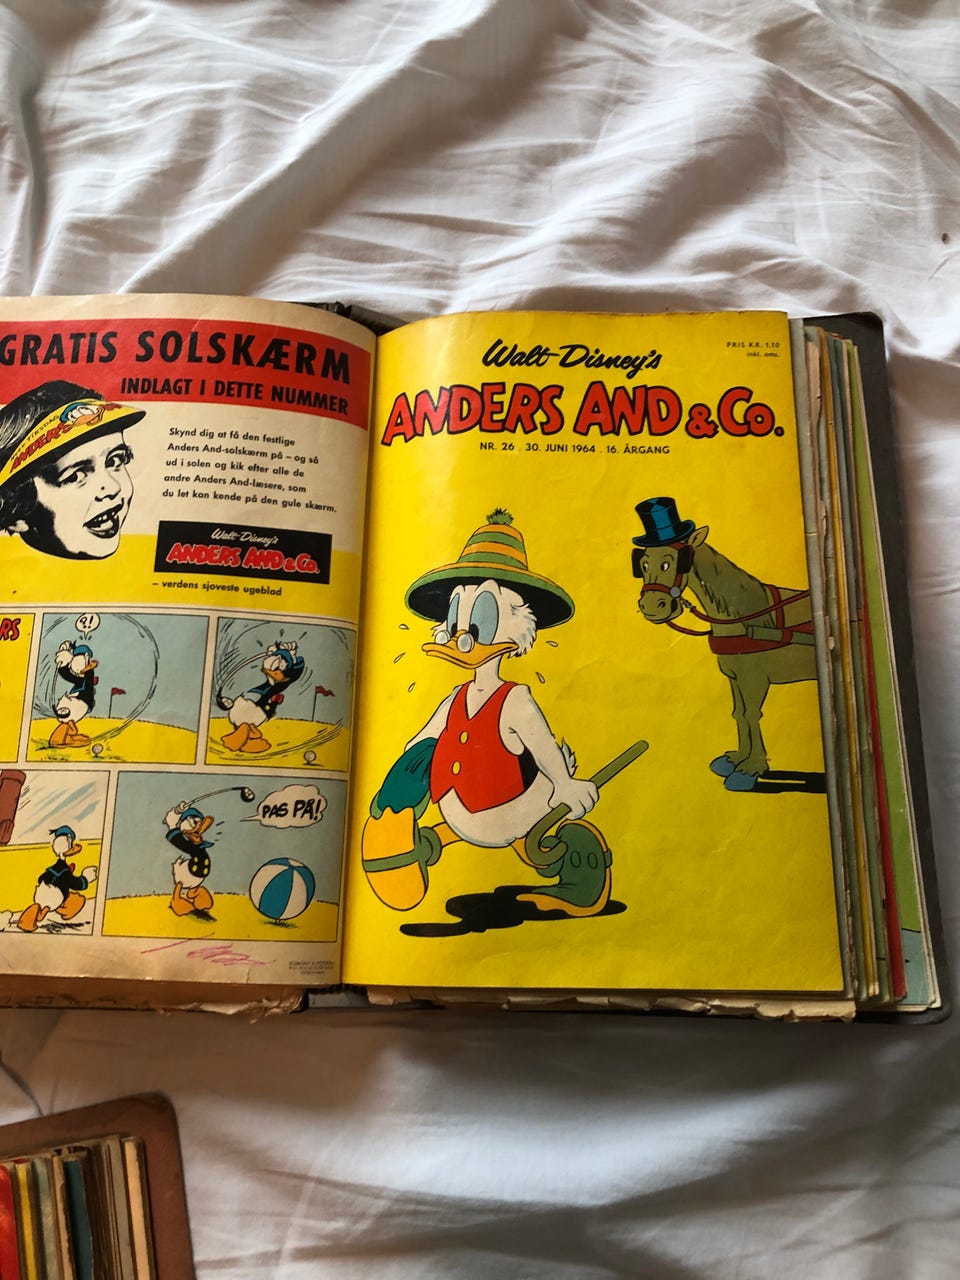 GRATIS SOLSKÆRM
INDLAGT I DETTE NUMMER
TIRSDAG
ANDERS
Skynd dig at få den festlige
Anders And-solskærm på – og så
ud i solen og kik efter alle de
andre Anders And-læsere, som
du let kan kende på den gule skærm.
Walt Disney's
ANDERS AND & Co.
– verdens sjoveste ugeblad
RS
?!
PAS PÅ!
Walt Disney's
PRIS KR. 1.10
inkl. oms.
ANDERS AND & Co.
NR. 26 . 30. JUNI 1964 . 16. ÅRGANG